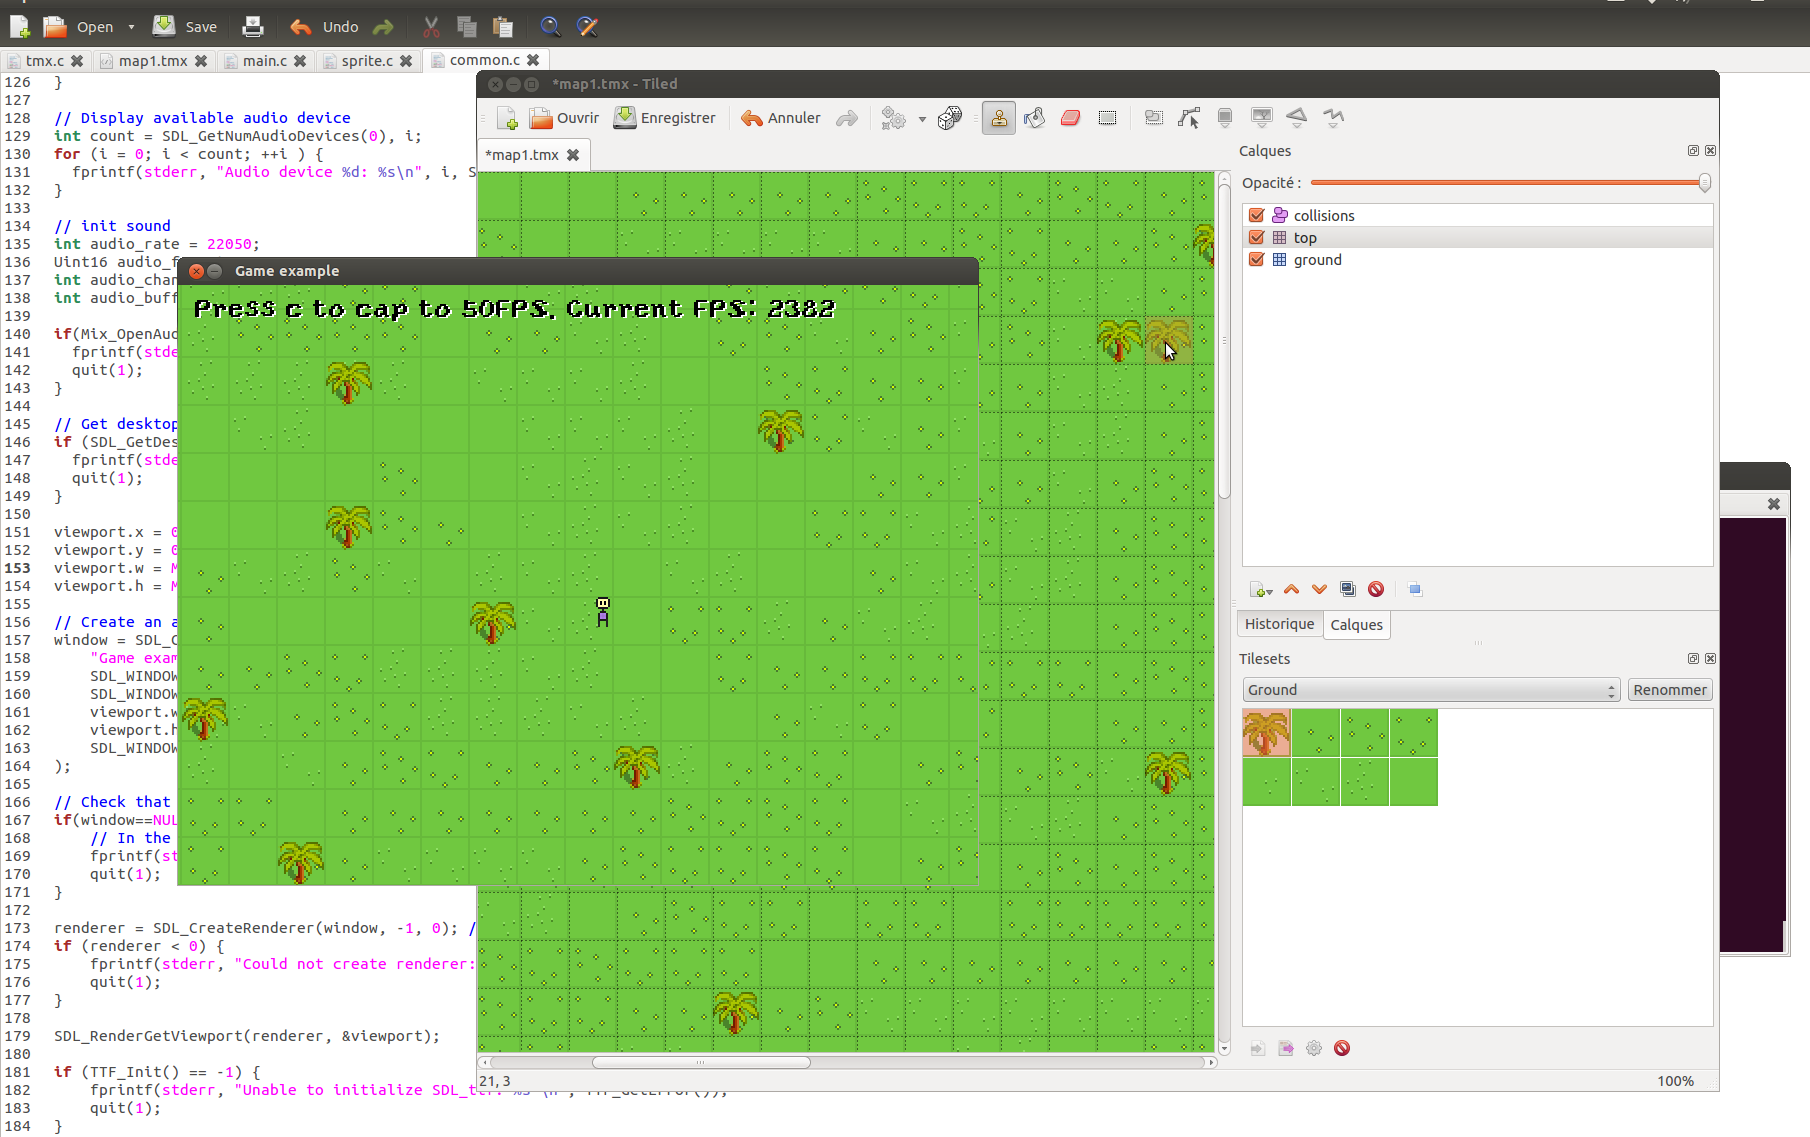 Open Save Undo
tmx.c map1.tmx main.c sprite.c common.c
126 }
127
128 // Display available audio device
129 int count = SDL_GetNumAudioDevices(0), i;
130 for (i = 0; i < count; ++i ) {
131 fprintf(stderr, "Audio device %d: %s\n", i, S
132 }
133
134 // init sound
135 int audio_rate = 22050;
136 Uint16 audio_f
137 int audio_chan
138 int audio_buff
139
140 if(Mix_OpenAud
141 fprintf(stde
142 quit(1);
143 }
144
145 // Get desktop
146 if (SDL_GetDes
147 fprintf(stde
148 quit(1);
149 }
150
151 viewport.x = 0
152 viewport.y = 0
153 viewport.w = M
154 viewport.h = M
155
156 // Create an a
157 window = SDL_C
158 "Game exam
159 SDL_WINDOW
160 SDL_WINDOW
161 viewport.w
162 viewport.h
163 SDL_WINDOW
164 );
165
166 // Check that
167 if(window==NUL
168 // In the
169 fprintf(st
170 quit(1);
171 }
172
173 renderer = SDL_CreateRenderer(window, -1, 0); /
174 if (renderer < 0) {
175 fprintf(stderr, "Could not create renderer:
176 quit(1);
177 }
178
179 SDL_RenderGetViewport(renderer, &viewport);
180
181 if (TTF_Init() == -1) {
182 fprintf(stderr, "Unable to initialize SDL_ttf: %s \n", TTF_GetError());
183 quit(1);
184 }
*map1.tmx - Tiled
Ouvrir Enregistrer Annuler
*map1.tmx
Game example
Press c to cap to 50FPS. Current FPS: 2382
Calques
Opacité :
collisions
top
ground
Historique Calques
Tilesets
Ground Renommer
21, 3
100%